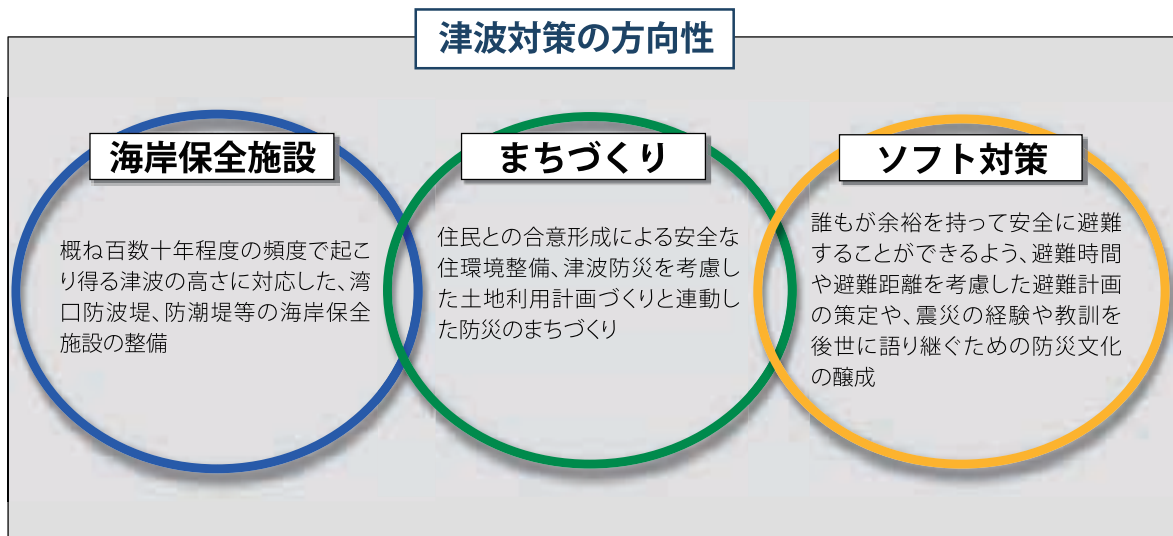 津波対策の方向性
海岸保全施設
概ね百数十年程度の頻度で起こ
り得る津波の高さに対応した、湾
口防波堤、防潮堤等の海岸保全
施設の整備
まちづくり
住民との合意形成による安全な
住環境整備、津波防災を考慮し
た土地利用計画づくりと連動し
た防災のまちづくり
ソフト対策
誰もが余裕を持って安全に避難
することができるよう、避難時間
や避難距離を考慮した避難計画
の策定や、震災の経験や教訓を
後世に語り継ぐための防災文化
の醸成